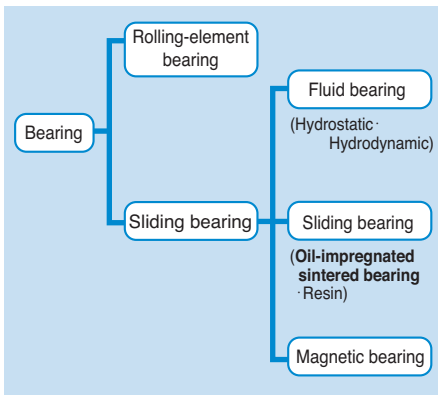 Rolling-element
bearing
Bearing
Sliding bearing
Fluid bearing
(Hydrostatic·
Hydrodynamic)
Sliding bearing
(Oil-impregnated
sintered bearing
·Resin)
Magnetic bearing